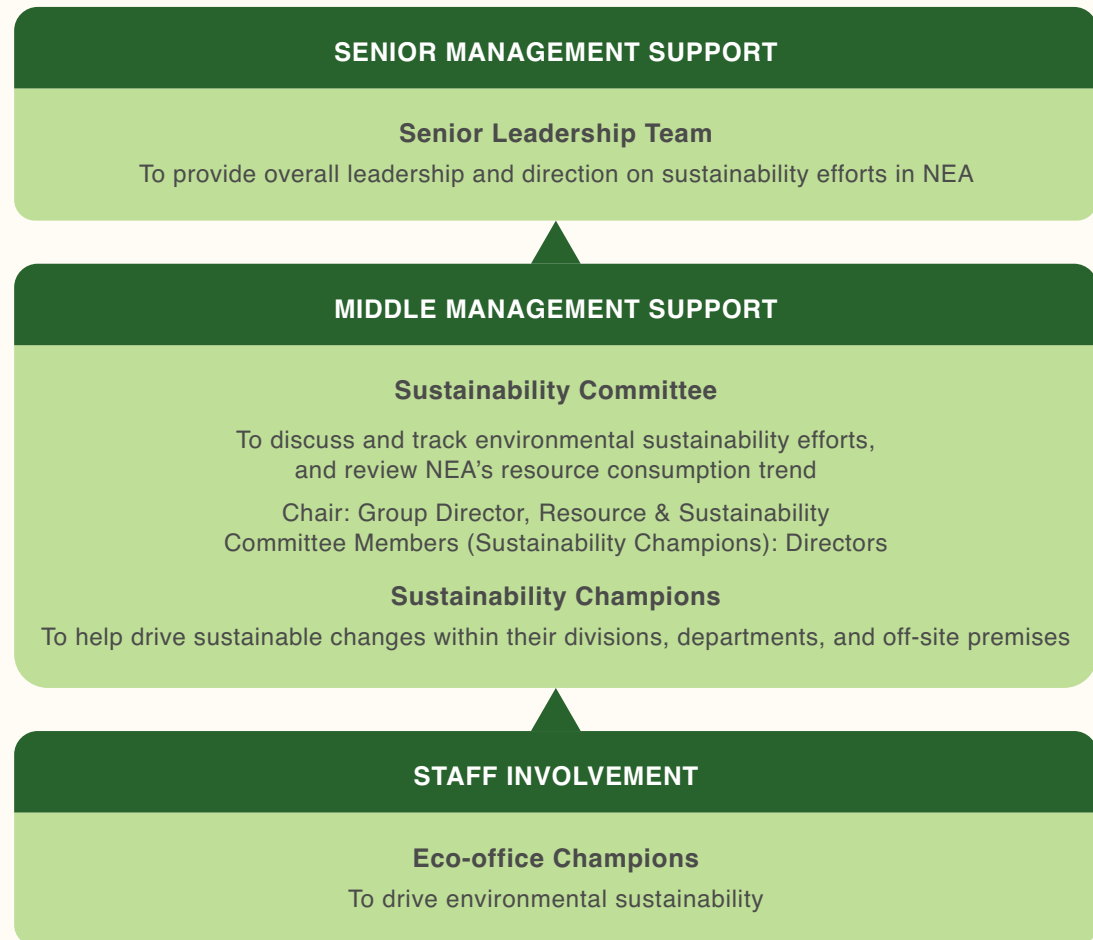 SENIOR MANAGEMENT SUPPORT
Senior Leadership Team
To provide overall leadership and direction on sustainability efforts in NEA
MIDDLE MANAGEMENT SUPPORT
Sustainability Committee
To discuss and track environmental sustainability efforts,
and review NEA’s resource consumption trend
Chair: Group Director, Resource & Sustainability
Committee Members (Sustainability Champions): Directors
Sustainability Champions
To help drive sustainable changes within their divisions, departments, and off-site premises
STAFF INVOLVEMENT
Eco-office Champions
To drive environmental sustainability